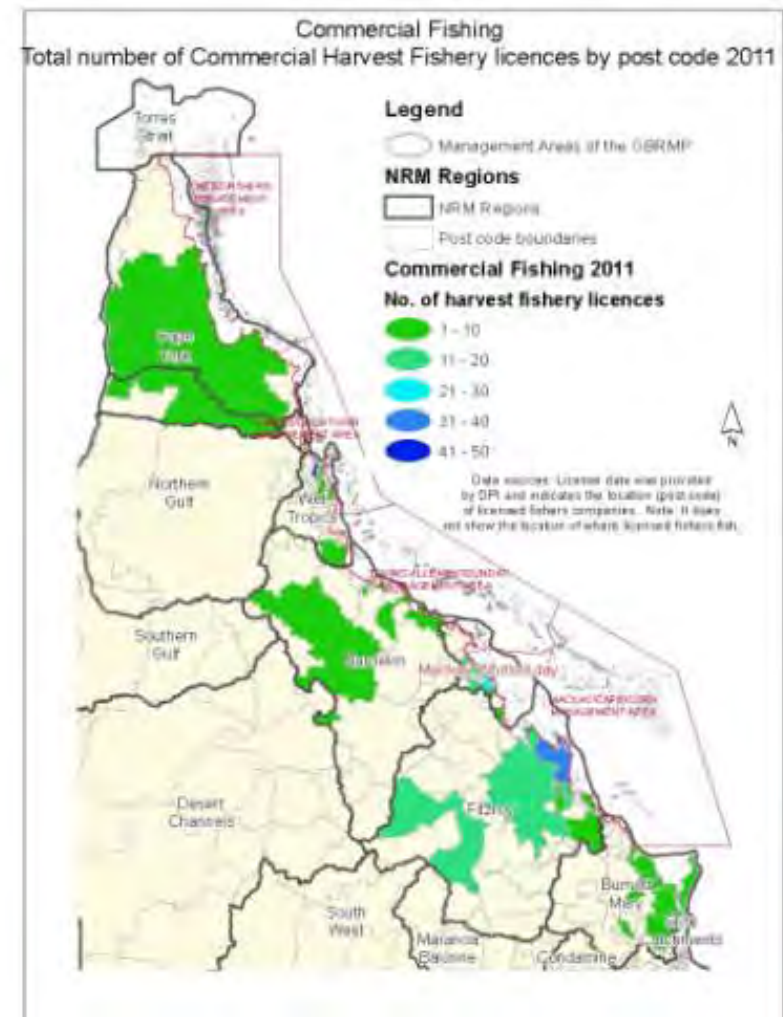 Commercial Fishing
Total number of Commercial Harvest Fishery licences by post code 2011
Legend
Management Areas of the GBRMP
NRM Regions
NRM Regions
Post code boundaries
Commercial Fishing 2011
No. of harvest fishery licences
1 - 10
11 - 20
21 - 30
31 - 40
41 - 50
N
Data sources: License data was provided
by DPI and indicates the location (post code)
of licensed fishers companies. Note: It does
not show the location of where licensed fishers fish.
Torres
Strait
Cape
York
Northern
Gulf
Wet
Tropics
Southern
Gulf
Burdekin
MANAGEMENT AREA
Desert
Channels
Fitzroy
Burnett
Mary
South
West
Maranoa
Balonne
Condamine
Catchments